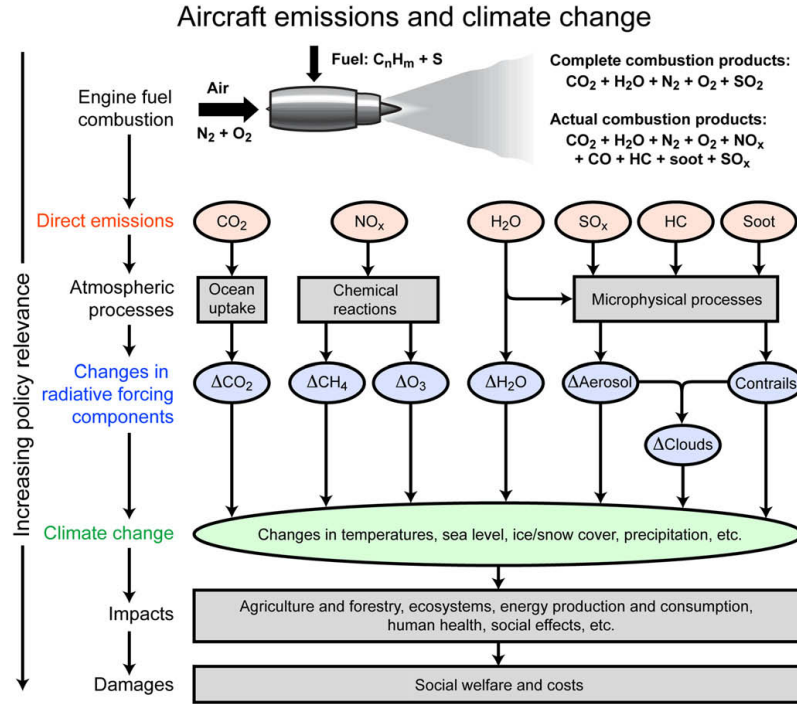 Aircraft emissions and climate change
Increasing policy relevance
Engine fuel
combustion
Air
N₂ + O₂
Fuel: CₙHₘ + S
Complete combustion products:
CO₂ + H₂O + N₂ + O₂ + SO₂
Actual combustion products:
CO₂ + H₂O + N₂ + O₂ + NOₓ
+ CO + HC + soot + SOₓ
Direct emissions
CO₂
NOₓ
H₂O
SOₓ
HC
Soot
Atmospheric
processes
Ocean
uptake
Chemical
reactions
Microphysical processes
Changes in
radiative forcing
components
ΔCO₂
ΔCH₄
ΔO₃
ΔH₂O
ΔAerosol
Contrails
ΔClouds
Climate change
Changes in temperatures, sea level, ice/snow cover, precipitation, etc.
Impacts
Agriculture and forestry, ecosystems, energy production and consumption,
human health, social effects, etc.
Damages
Social welfare and costs